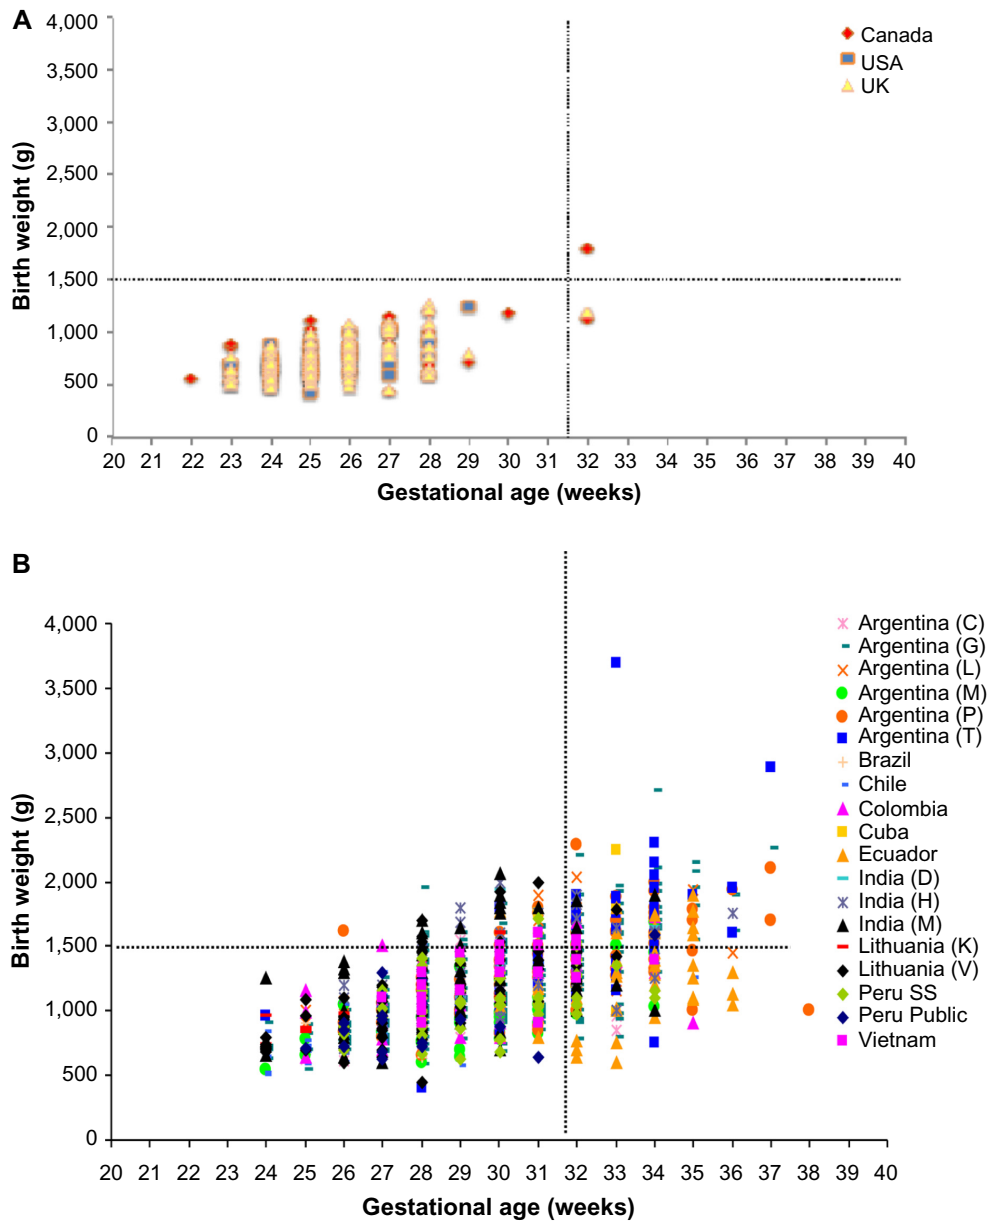 A
4,000
3,500
3,000
2,500
2,000
1,500
1,000
500
0
Birth weight (g)
20 21 22 23 24 25 26 27 28 29 30 31 32 33 34 35 36 37 38 39 40
Gestational age (weeks)
Canada
USA
UK
B
4,000
3,500
3,000
2,500
2,000
1,500
1,000
500
0
Birth weight (g)
20 21 22 23 24 25 26 27 28 29 30 31 32 33 34 35 36 37 38 39 40
Gestational age (weeks)
Argentina (C)
Argentina (G)
Argentina (L)
Argentina (M)
Argentina (P)
Argentina (T)
Brazil
Chile
Colombia
Cuba
Ecuador
India (D)
India (H)
India (M)
Lithuania (K)
Lithuania (V)
Peru SS
Peru Public
Vietnam